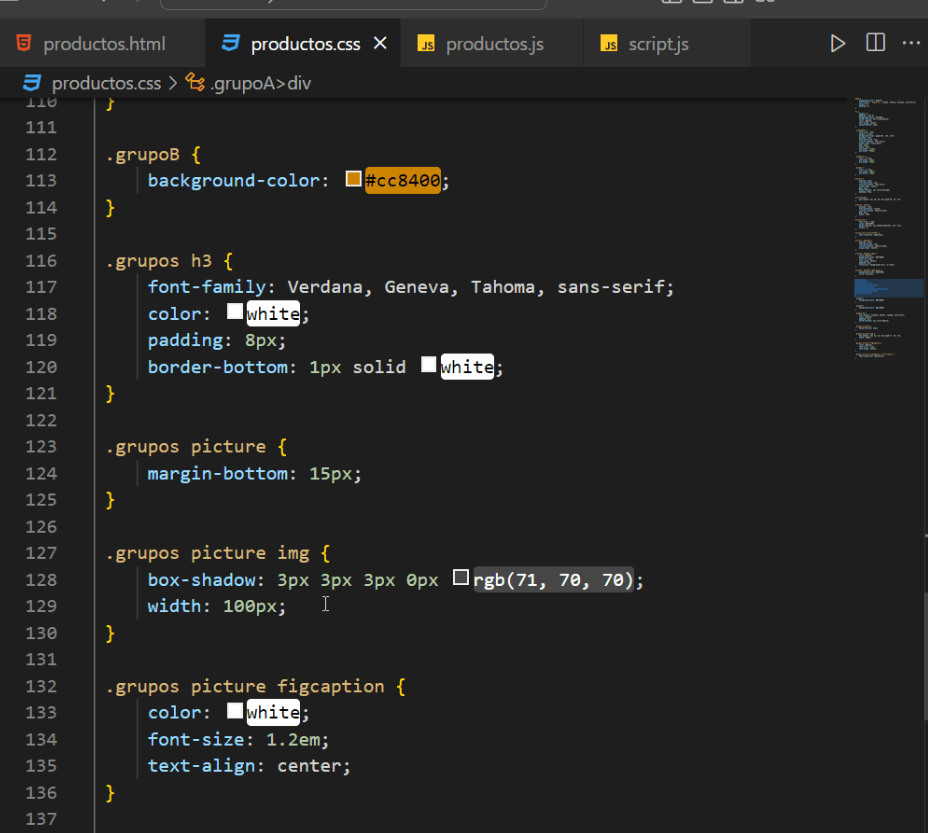 productos.html productos.css productos.js script.js
productos.css .grupoA>div
110 }
111
112 .grupoB {
113 background-color: #cc8400;
114 }
115
116 .grupos h3 {
117 font-family: Verdana, Geneva, Tahoma, sans-serif;
118 color: white;
119 padding: 8px;
120 border-bottom: 1px solid white;
121 }
122
123 .grupos picture {
124 margin-bottom: 15px;
125 }
126
127 .grupos picture img {
128 box-shadow: 3px 3px 3px 0px rgb(71, 70, 70);
129 width: 100px;
130 }
131
132 .grupos picture figcaption {
133 color: white;
134 font-size: 1.2em;
135 text-align: center;
136 }
137